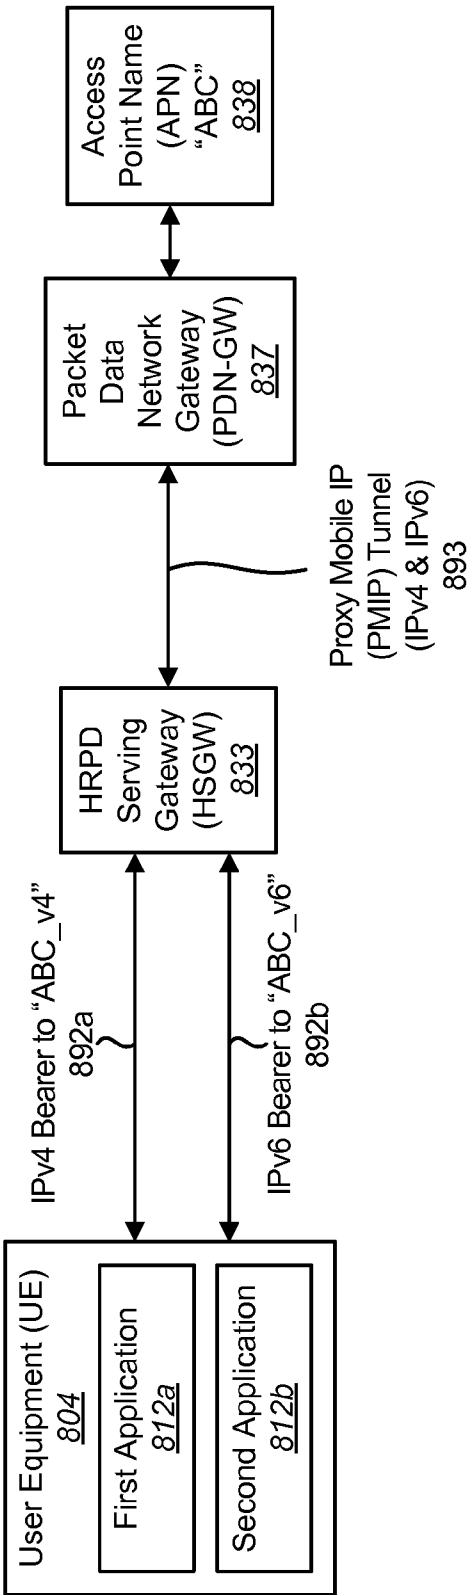 User Equipment (UE)
804
First Application
812a
Second Application
812b
IPv4 Bearer to “ABC_v4”
892a
IPv6 Bearer to “ABC_v6”
892b
HRPD
Serving
Gateway
(HSGW)
833
Proxy Mobile IP
(PMIP) Tunnel
(IPv4 & IPv6)
893
Packet
Data
Network
Gateway
(PDN-GW)
837
Access
Point Name
(APN)
“ABC”
838